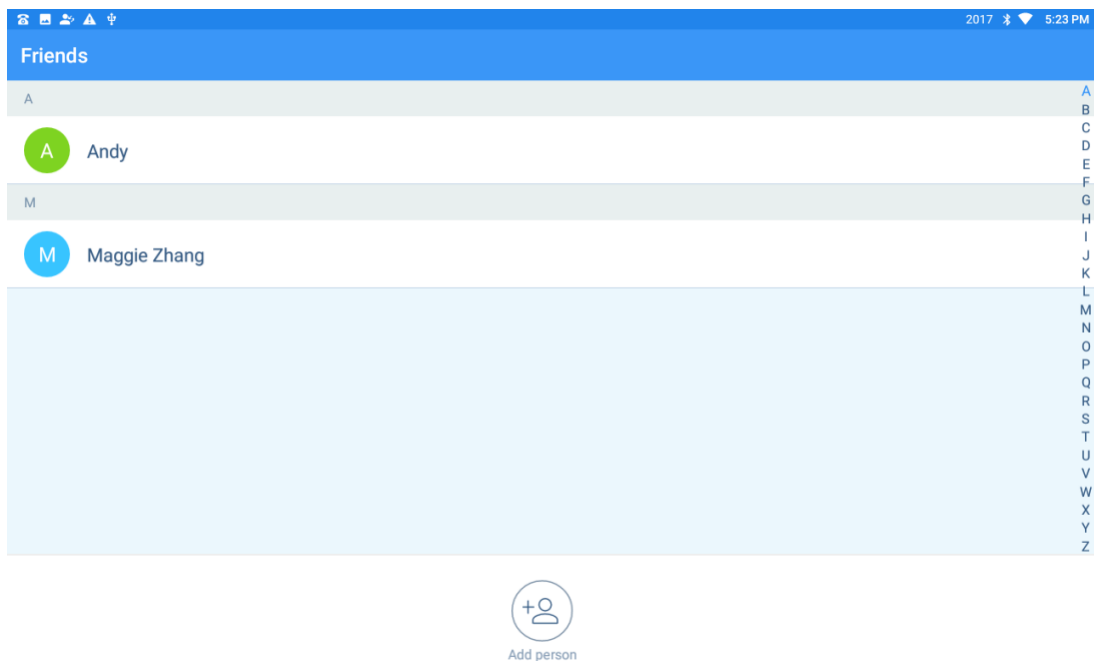 2017 5:23 PM
Friends
A
A Andy
M
M Maggie Zhang
A
B
C
D
E
F
G
H
I
J
K
L
M
N
O
P
Q
R
S
T
U
V
W
X
Y
Z
Add person